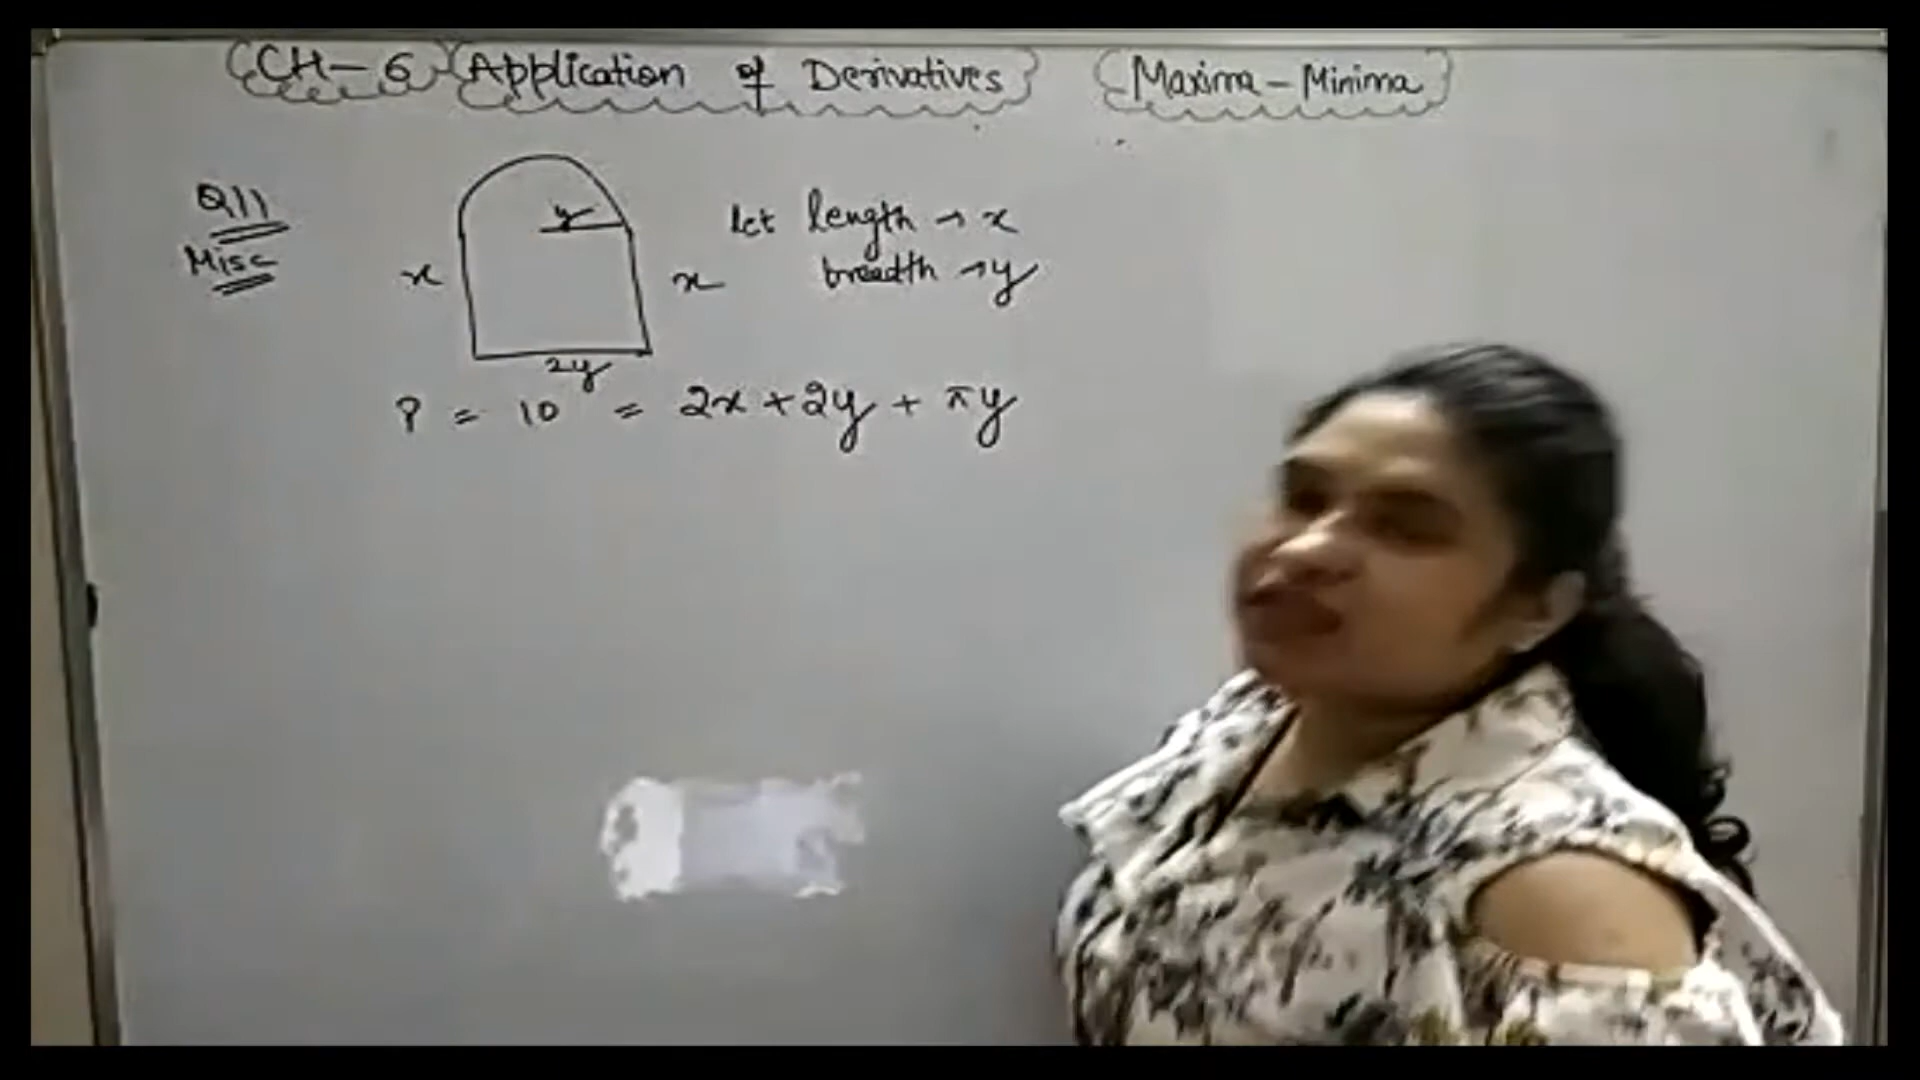 CH-6 Application of Derivatives Maxima - Minima
Q11
Misc
y
x
x
2y
let length → x
breadth → y
P = 10 = 2x + 2y + πy